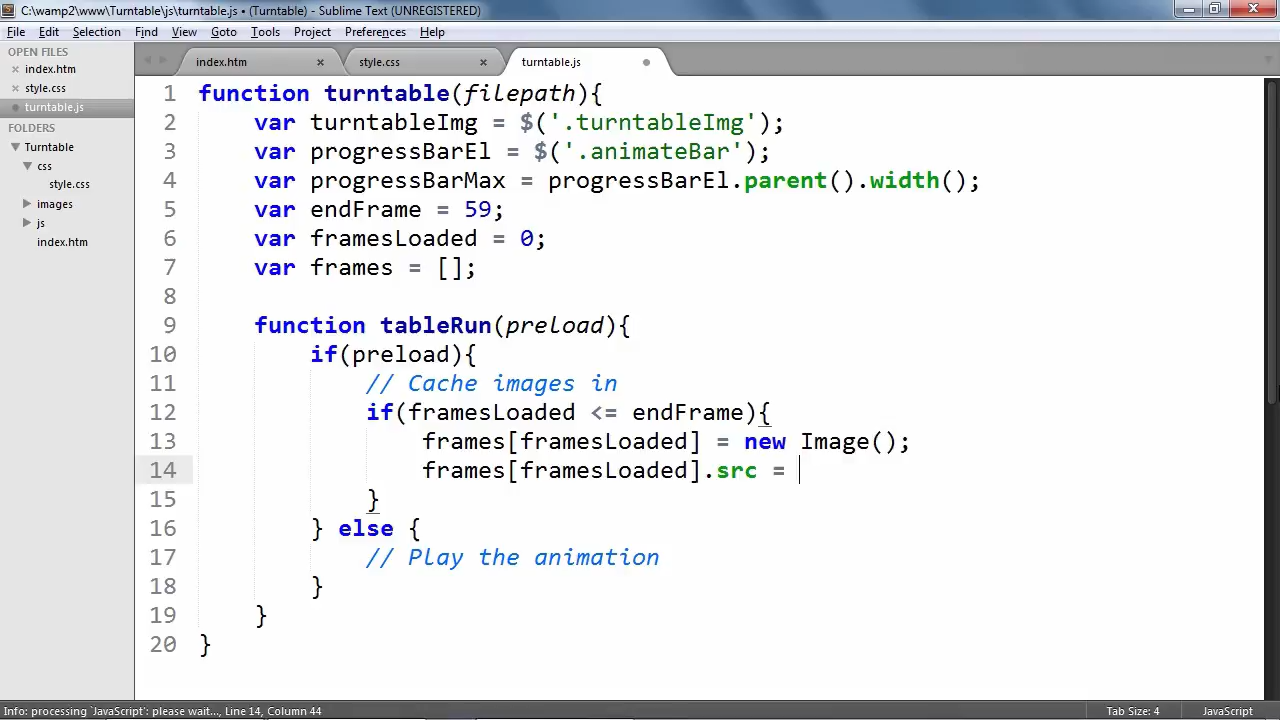 C:\wamp2\www\Turntable\js\turntable.js • (Turntable) - Sublime Text (UNREGISTERED)
File Edit Selection Find View Goto Tools Project Preferences Help
OPEN FILES
× index.htm
× style.css
• turntable.js
FOLDERS
Turntable
css
style.css
images
js
index.htm
index.htm × style.css × turntable.js •
1 function turntable(filepath){
2 var turntableImg = $('.turntableImg');
3 var progressBarEl = $('.animateBar');
4 var progressBarMax = progressBarEl.parent().width();
5 var endFrame = 59;
6 var framesLoaded = 0;
7 var frames = [];
8
9 function tableRun(preload){
10 if(preload){
11 // Cache images in
12 if(framesLoaded <= endFrame){
13 frames[framesLoaded] = new Image();
14 frames[framesLoaded].src =
15 }
16 } else {
17 // Play the animation
18 }
19 }
20 }
Info: processing `JavaScript`: please wait..., Line 14, Column 44 Tab Size: 4 JavaScript